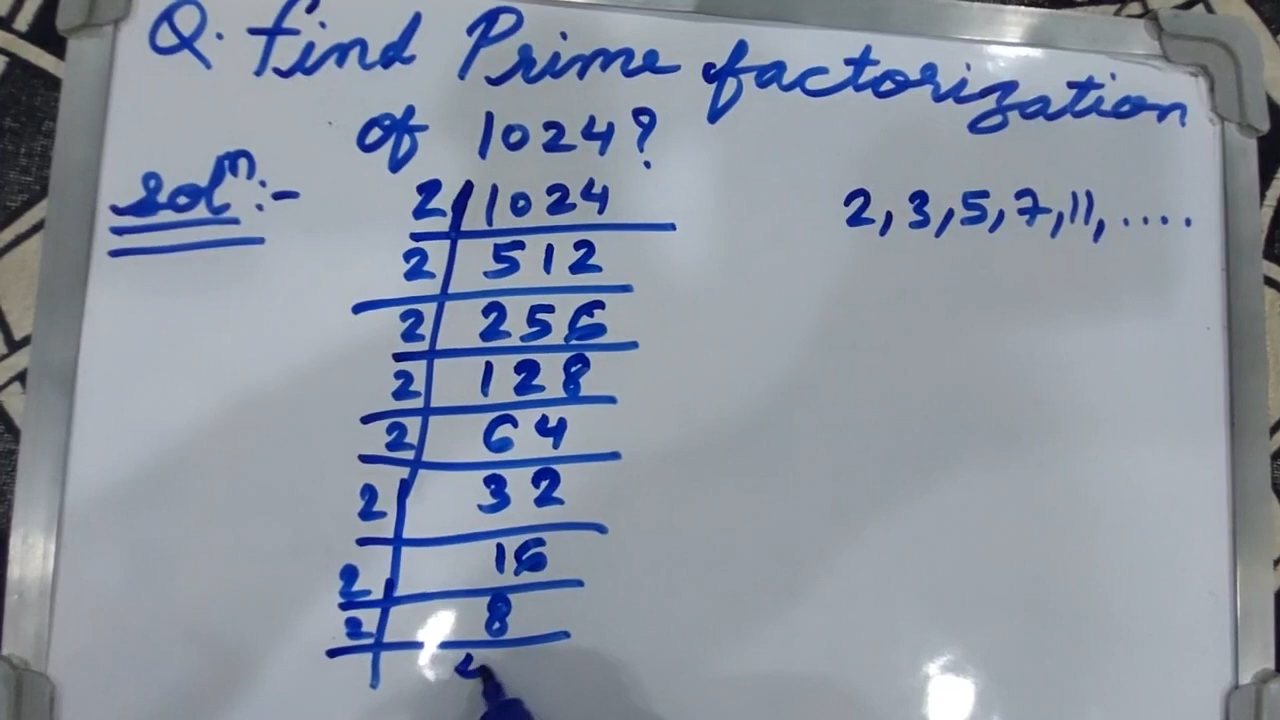 Q. find Prime factorization
of 1024?
Solⁿ:-
2 1024
2, 3, 5, 7, 11, ....
2 512
2 256
2 128
2 64
2 32
2 16
2 8